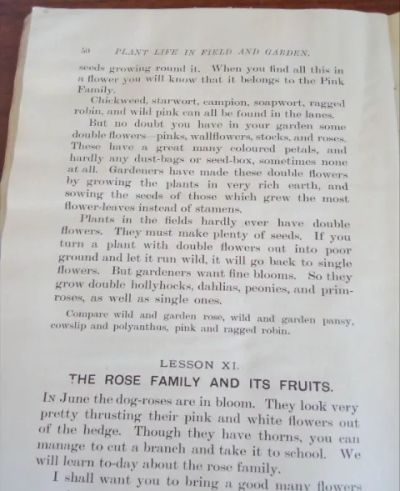 50 PLANT LIFE IN FIELD AND GARDEN.
seeds growing round it. When you find all this in
a flower you will know that it belongs to the Pink
Family.
Chickweed, starwort, campion, soapwort, ragged
robin, and wild pink can all be found in the lanes.
But no doubt you have in your garden some
double flowers—pinks, wallflowers, stocks, and roses.
These have a great many coloured petals, and
hardly any dust-bags or seed-box, sometimes none
at all. Gardeners have made these double flowers
by growing the plants in very rich earth, and
sowing the seeds of those which grew the most
flower-leaves instead of stamens.
Plants in the fields hardly ever have double
flowers. They must make plenty of seeds. If you
turn a plant with double flowers out into poor
ground and let it run wild, it will go back to single
flowers. But gardeners want fine blooms. So they
grow double hollyhocks, dahlias, peonies, and prim-
roses, as well as single ones.
Compare wild and garden rose, wild and garden pansy,
cowslip and polyanthus, pink and ragged robin.
LESSON XI.
THE ROSE FAMILY AND ITS FRUITS.
IN June the dog-roses are in bloom. They look very
pretty thrusting their pink and white flowers out
of the hedge. Though they have thorns, you can
manage to cut a branch and take it to school. We
will learn to-day about the rose family.
I shall want you to bring a good many flowers